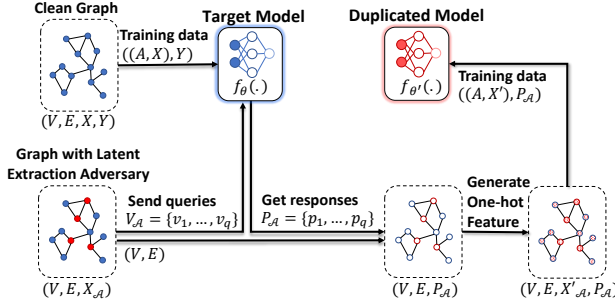 Clean Graph
Training data
((A, X), Y)
(V, E, X, Y)
Target Model
f_θ(.)
Duplicated Model
f_θ′(.)
Training data
((A, X′), P_𝒜)
Graph with Latent
Extraction Adversary
(V, E, X_𝒜)
Send queries
V_𝒜 = {v_1, …, v_q}
(V, E)
Get responses
P_𝒜 = {p_1, …, p_q}
(V, E, P_𝒜)
Generate
One-hot
Feature
(V, E, X′_𝒜, P_𝒜)